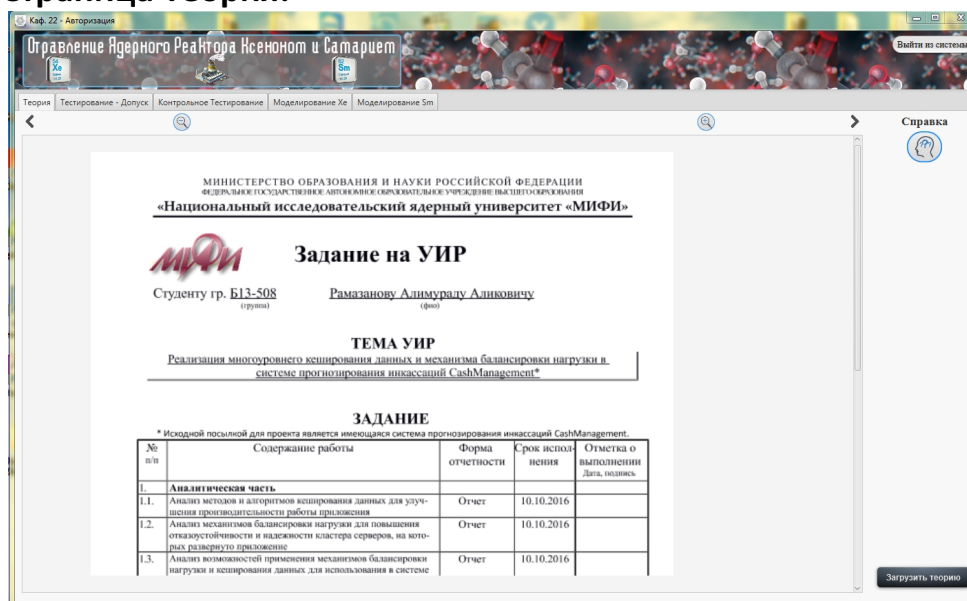 Каф. 22 - Авторизация
Отравление Ядерного Реактора Ксеноном и Самарием
Xe
Sm
Выйти из системы
Теория Тестирование - Допуск Контрольное Тестирование Моделирование Xe Моделирование Sm
Справка
МИНИСТЕРСТВО ОБРАЗОВАНИЯ И НАУКИ РОССИЙСКОЙ ФЕДЕРАЦИИ
ФЕДЕРАЛЬНОЕ ГОСУДАРСТВЕННОЕ АВТОНОМНОЕ ОБРАЗОВАТЕЛЬНОЕ УЧРЕЖДЕНИЕ ВЫСШЕГО ОБРАЗОВАНИЯ
«Национальный исследовательский ядерный университет «МИФИ»
МИФИ
Задание на УИР
Студенту гр. Б13-508 Рамазанову Алимураду Аликовичу
(группа) (фио)
ТЕМА УИР
Реализация многоуровнего кеширования данных и механизма балансировки нагрузки в
системе прогнозирования инкассаций CashManagement*
ЗАДАНИЕ
* Исходной посылкой для проекта является имеющаяся система прогнозирования инкассаций CashManagement.
№ п/п Содержание работы Форма отчетности Срок исполнения Отметка о выполнении
Дата, подпись
1. Аналитическая часть
1.1. Анализ методов и алгоритмов кеширования данных для улуч-
шения производительности работы приложения Отчет 10.10.2016
1.2. Анализ механизмов балансировки нагрузки для повышения
отказоустойчивости и надежности кластера серверов, на кото-
рых развернуто приложение Отчет 10.10.2016
1.3. Анализ возможностей применения механизмов балансировки
нагрузки и кеширования данных для использования в системе Отчет 10.10.2016
Загрузить теорию